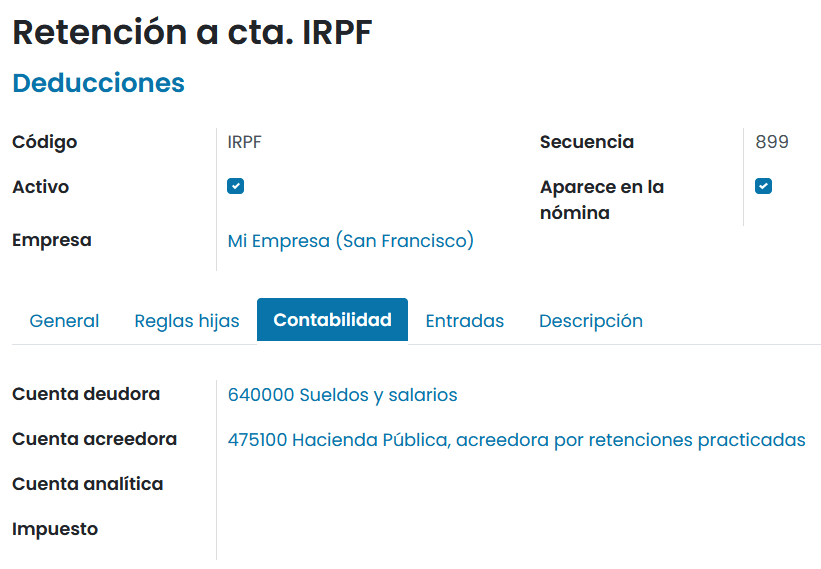 Retención a cta. IRPF
Deducciones
Código IRPF Secuencia 899
Activo Aparece en la
nómina
Empresa Mi Empresa (San Francisco)
General Reglas hijas Contabilidad Entradas Descripción
Cuenta deudora 640000 Sueldos y salarios
Cuenta acreedora 475100 Hacienda Pública, acreedora por retenciones practicadas
Cuenta analítica
Impuesto